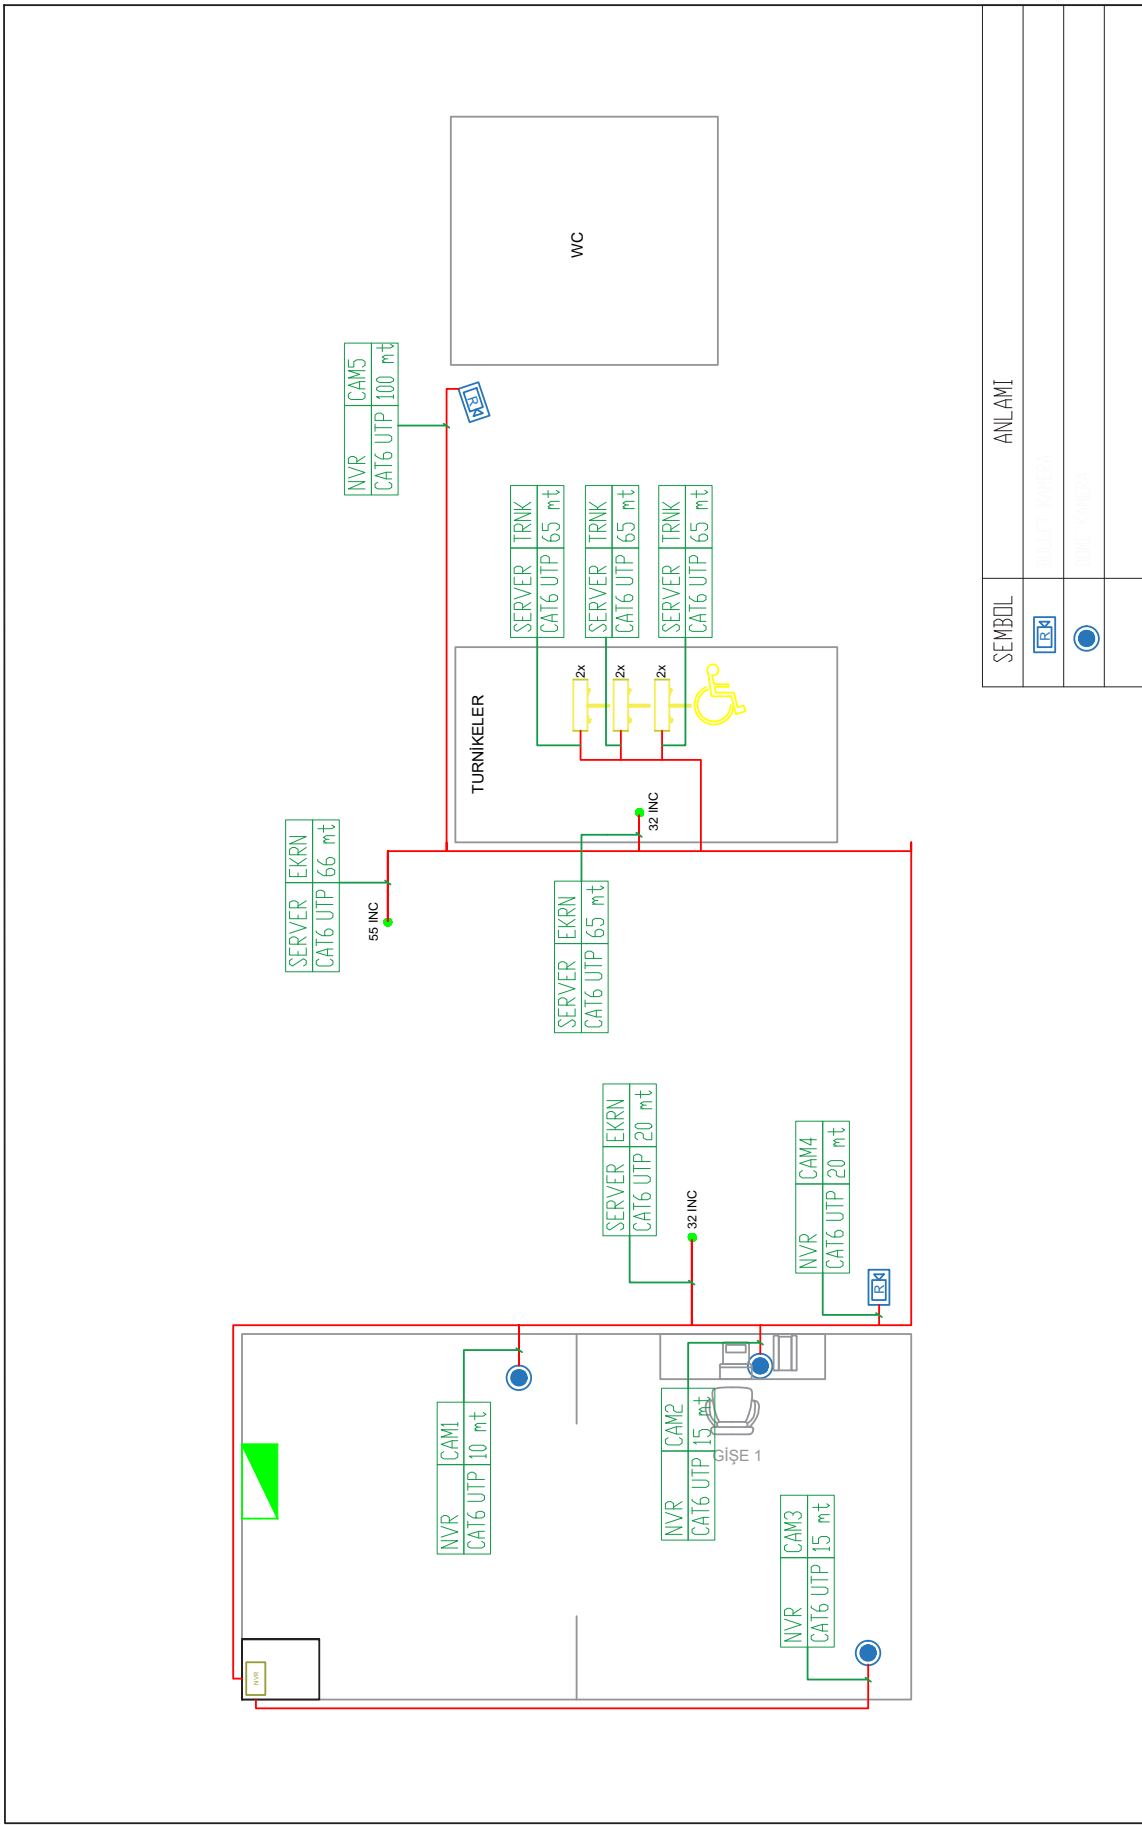 WC
NVR CAM5
CAT6 UTP 100 mt
SERVER TRNK
CAT6 UTP 65 mt
SERVER TRNK
CAT6 UTP 65 mt
SERVER TRNK
CAT6 UTP 65 mt
TURNİKELER
2x
2x
2x
32 INC
SERVER EKRN
CAT6 UTP 66 mt
55 INC
SERVER EKRN
CAT6 UTP 65 mt
SERVER EKRN
CAT6 UTP 20 mt
32 INC
NVR CAM4
CAT6 UTP 20 mt
NVR CAM1
CAT6 UTP 10 mt
NVR CAM2
CAT6 UTP 15 mt
GİŞE 1
NVR CAM3
CAT6 UTP 15 mt
NVR
SEMBOL ANLAMI
R
R
R